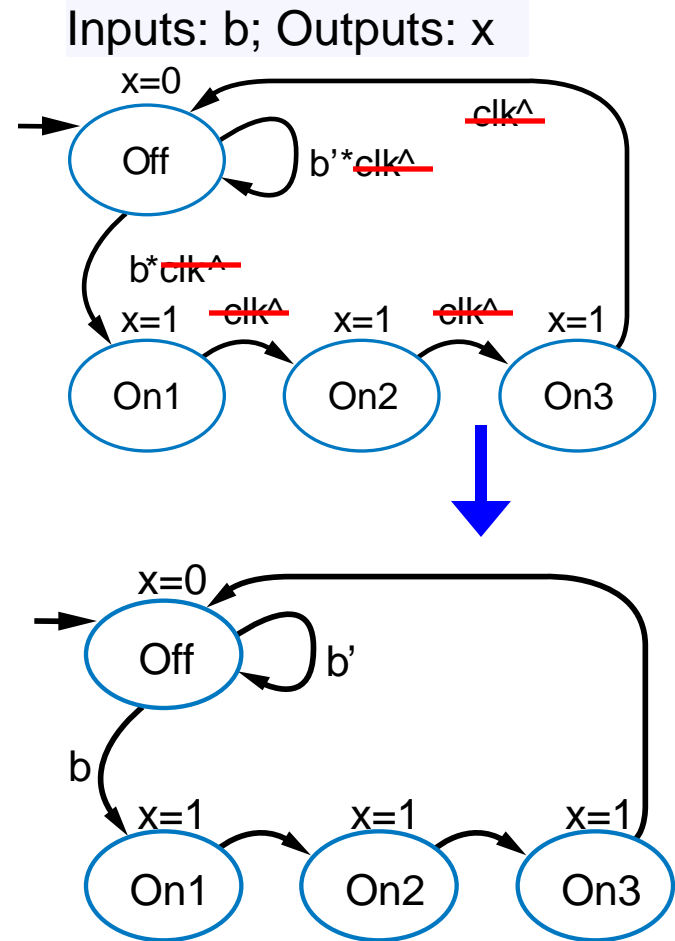 Inputs: b; Outputs: x
x=0
clk^
Off
b’*clk^
b*clk^
x=1
clk^
x=1
clk^
x=1
On1
On2
On3
x=0
Off
b’
b
x=1
x=1
x=1
On1
On2
On3